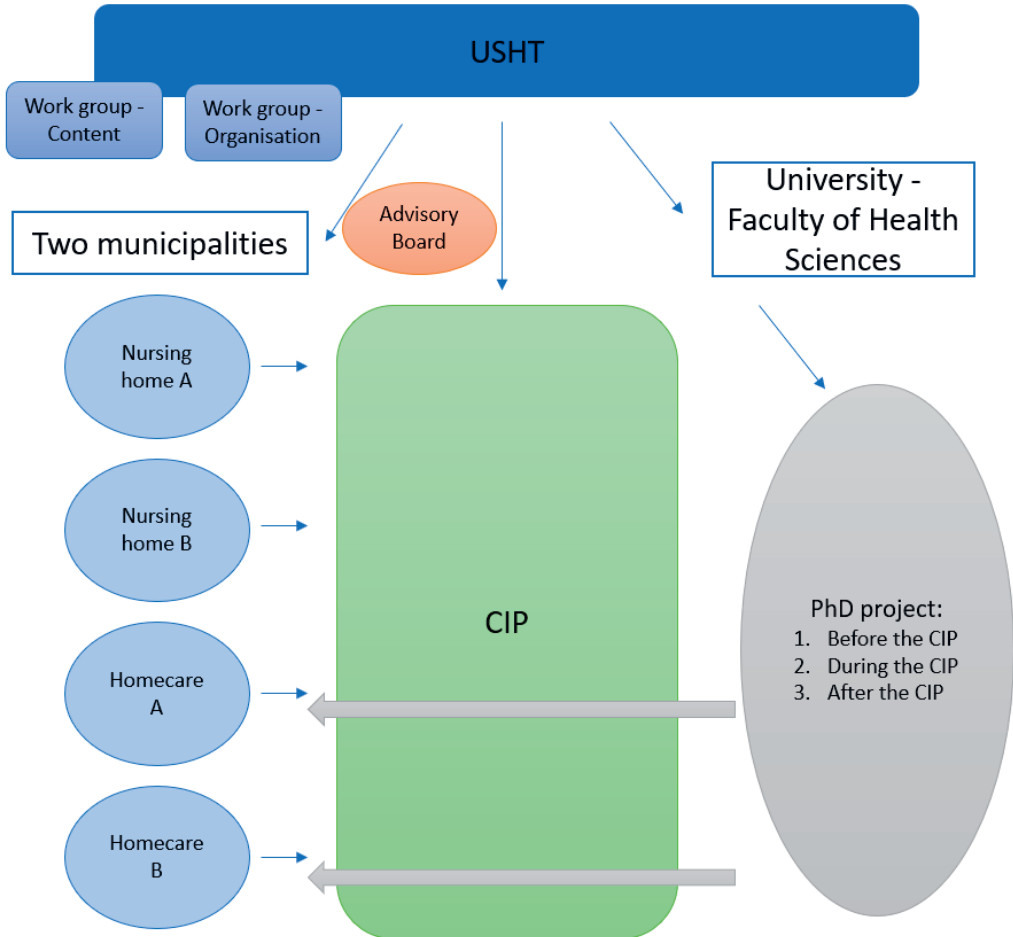 USHT
Work group -
Content
Work group -
Organisation
Advisory
Board
Two municipalities
University -
Faculty of Health
Sciences
Nursing
home A
Nursing
home B
Homecare
A
Homecare
B
CIP
PhD project:
1. Before the CIP
2. During the CIP
3. After the CIP